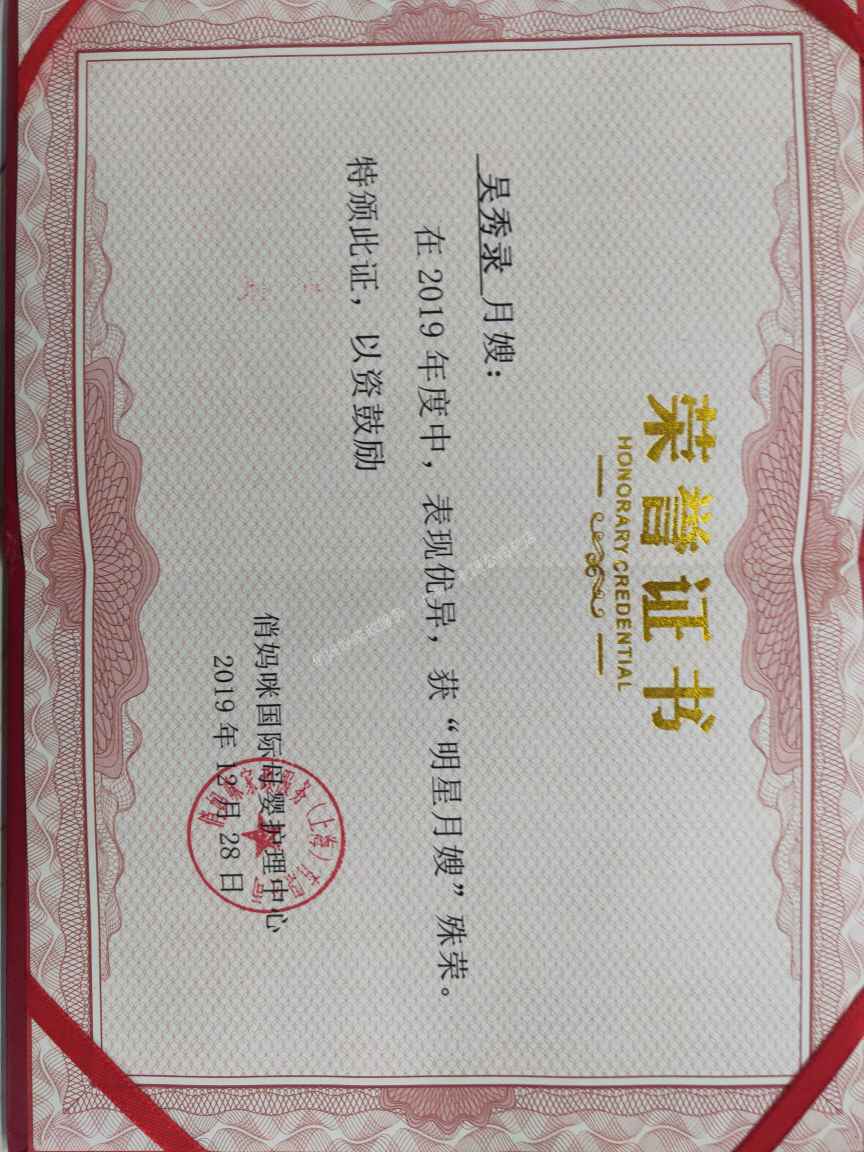 荣誉证书
HONORARY CREDENTIAL
吴秀录 月嫂：
在 2019 年度中，表现优异，获“明星月嫂”殊荣。
特颁此证，以资鼓励
俏妈咪国际母婴护理中心
2019 年 12 月 28 日